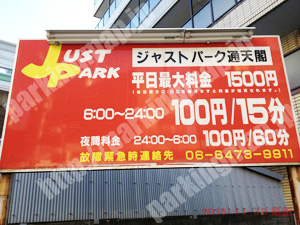 JUST PARK
ジャストパーク通天閣
平日最大料金 1500円
6:00～24:00 100円/15分
夜間料金 24:00～6:00 100円/60分
故障緊急時連絡先 06-6473-9911